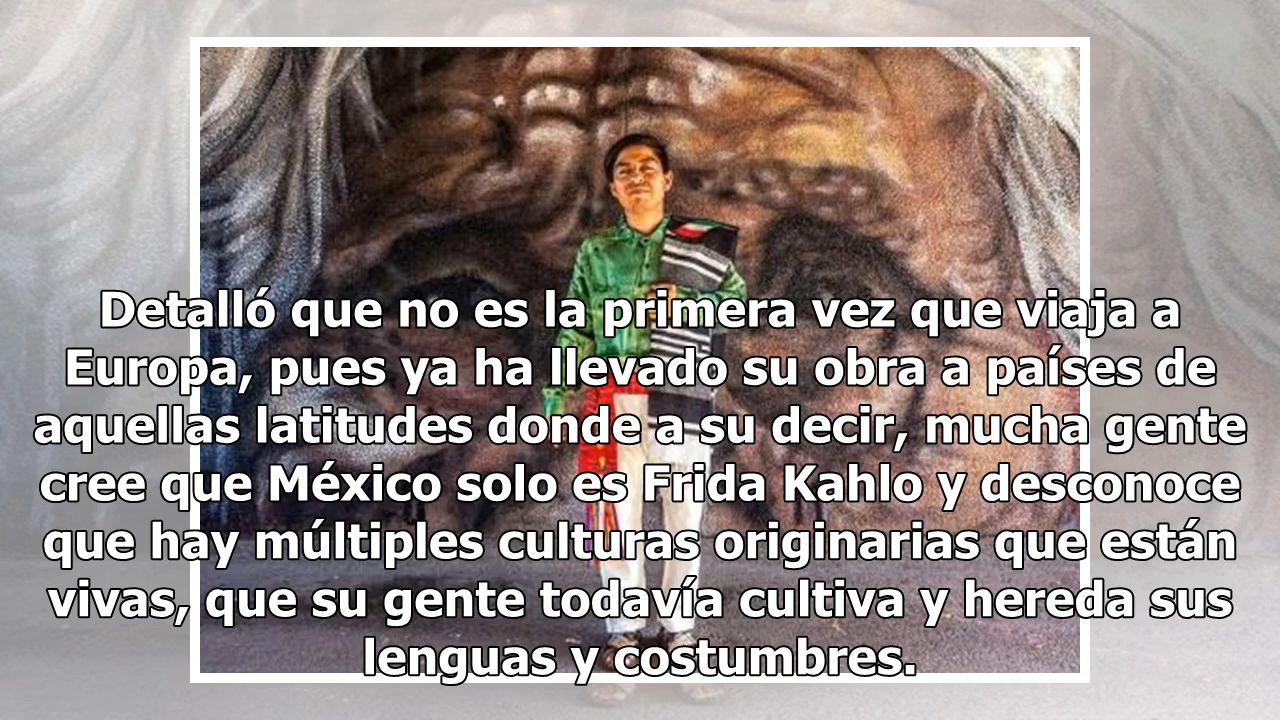 Detalló que no es la primera vez que viaja a
Europa, pues ya ha llevado su obra a países de
aquellas latitudes donde a su decir, mucha gente
cree que México solo es Frida Kahlo y desconoce
que hay múltiples culturas originarias que están
vivas, que su gente todavía cultiva y hereda sus
lenguas y costumbres.